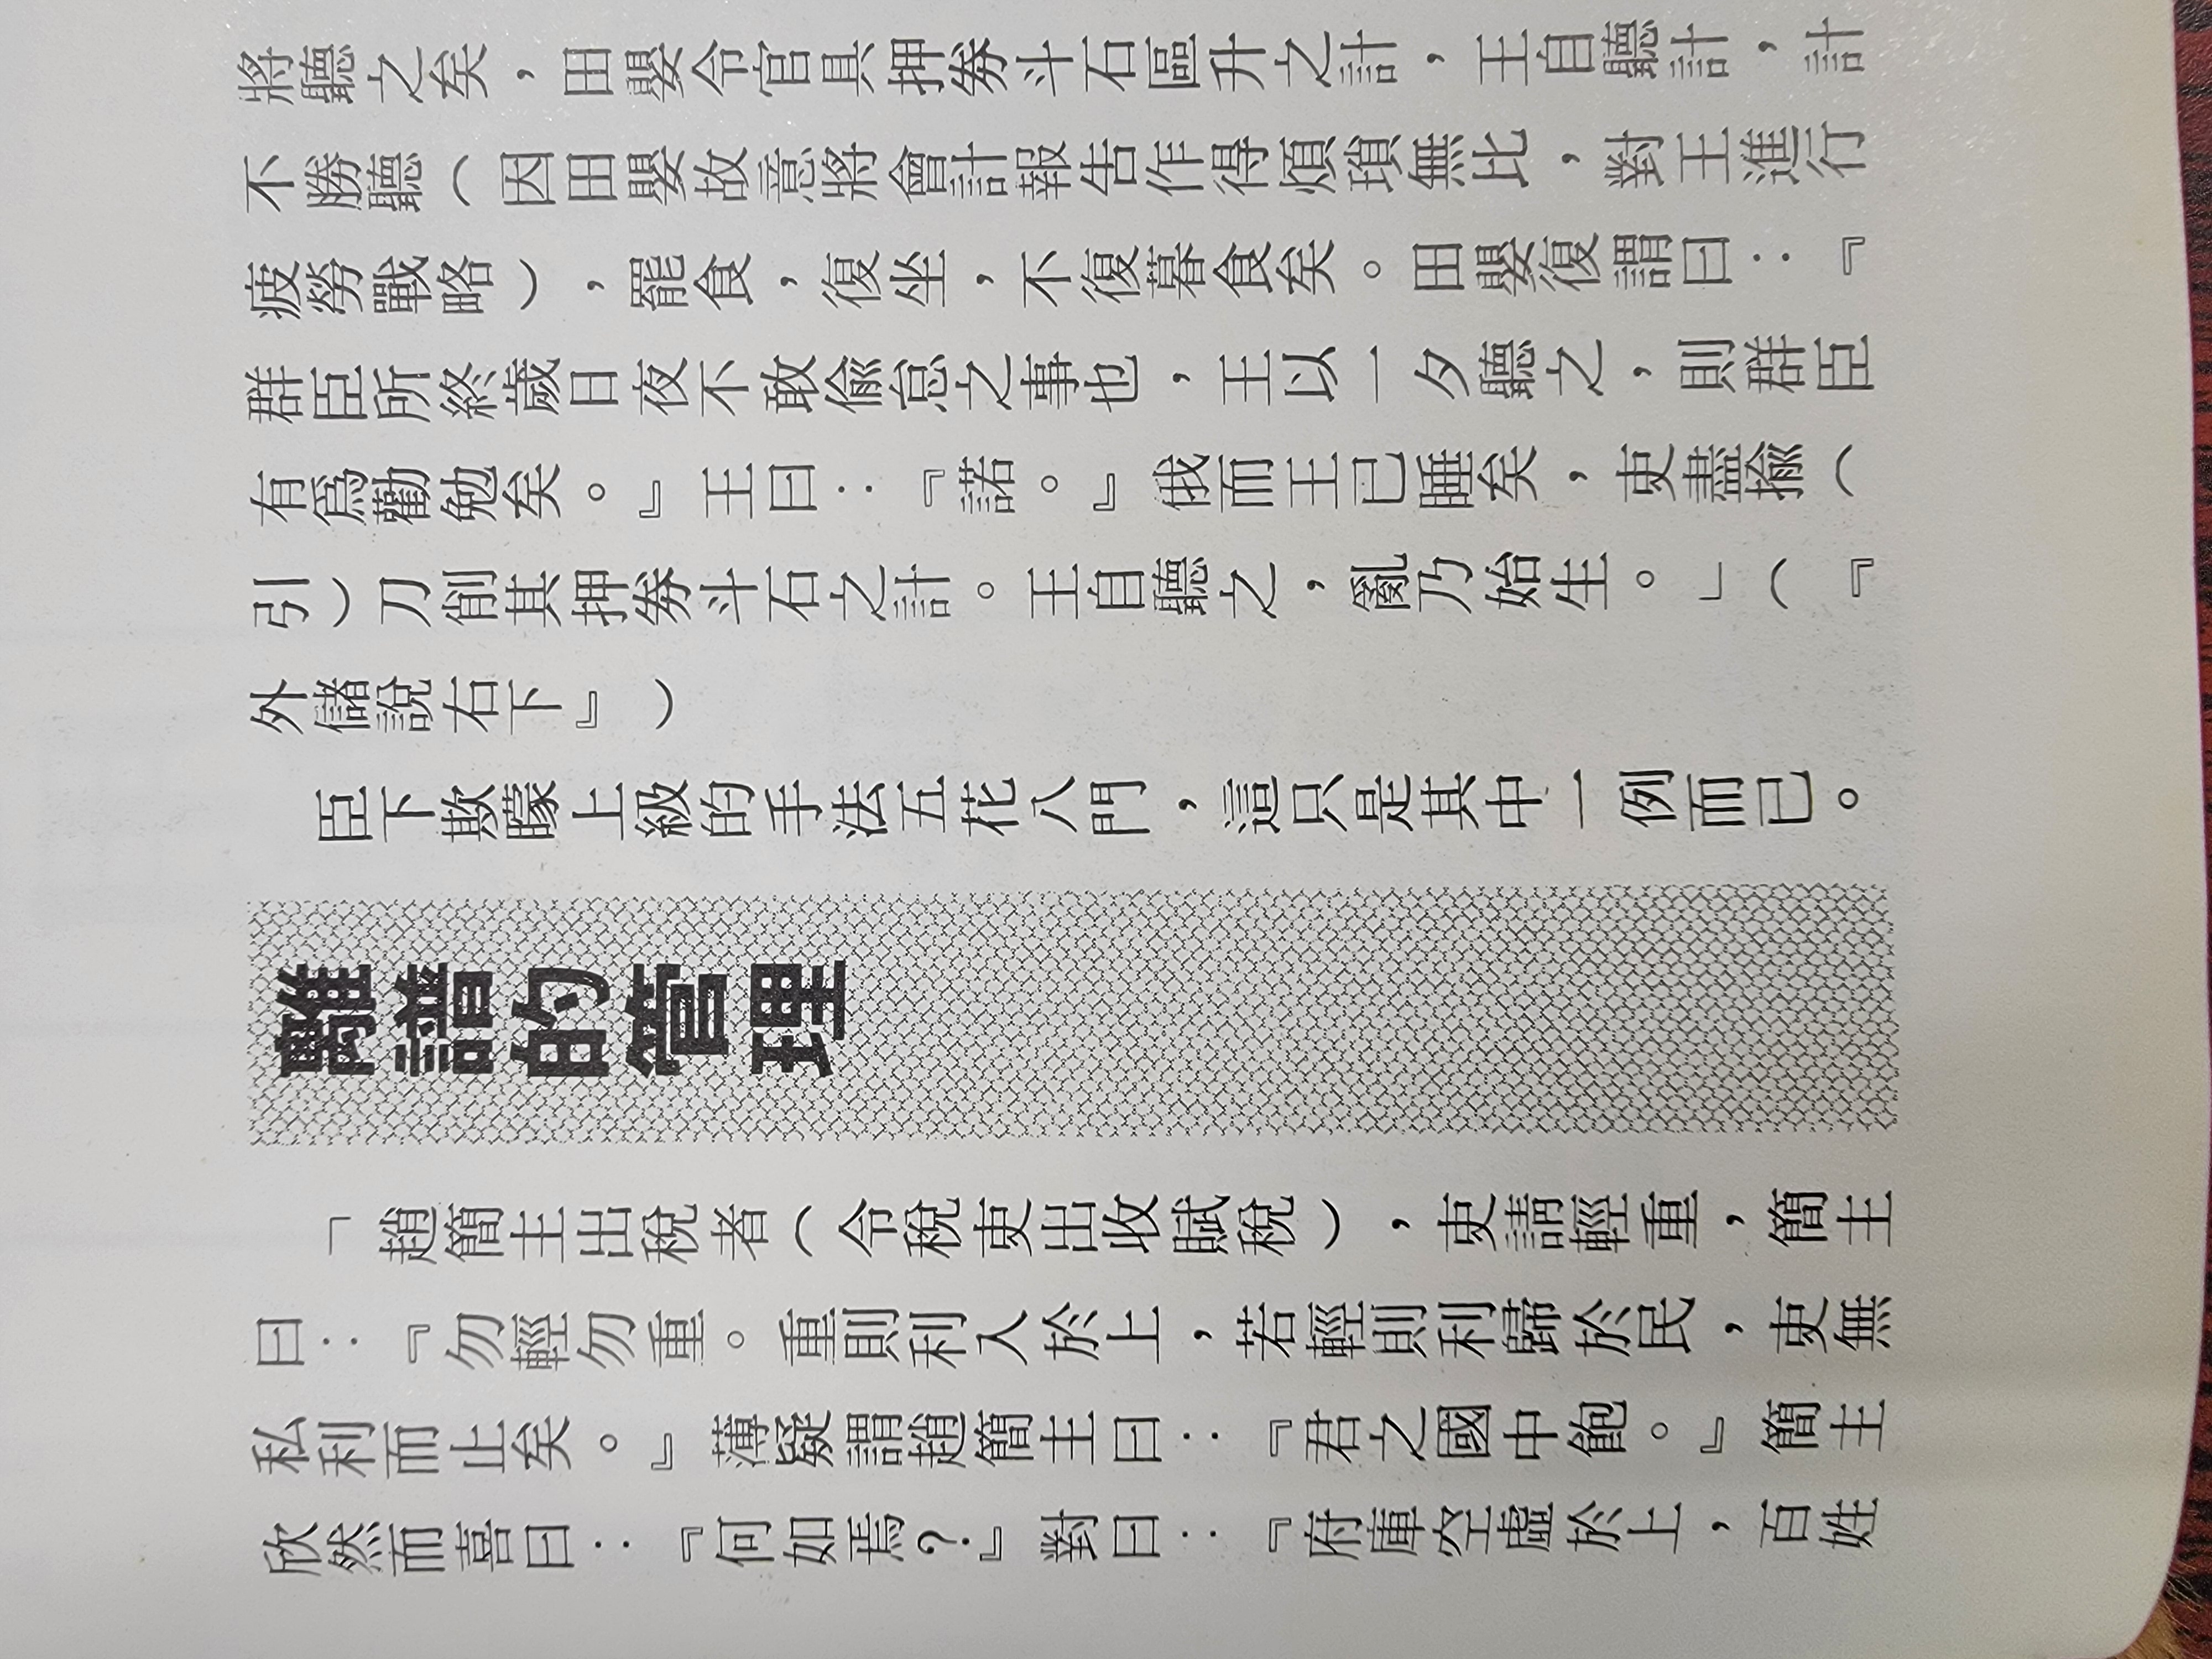 將聽之矣，田嬰令官具押券斗石區升之計，王自聽計，計
不勝聽（因田嬰故意將會計報告作得煩瑣無比，對王進行
疲勞戰略），罷食，復坐，不復暮食矣。田嬰復謂曰：『
群臣所終歲日夜不敢偷怠之事也，王以一夕聽之，則群臣
有爲勸勉矣。』王曰：『諾。』俄而王已睡矣，吏盡揄（
引）刀削其押券斗石之計。王自聽之，亂乃始生。」（『
外儲說右下』）
臣下欺矇上級的手法五花八門，這只是其中一例而已。
離譜的管理
「趙簡主出稅者（令稅吏出收賦稅），吏請輕重，簡主
曰：『勿輕勿重。重則利入於上，若輕則利歸於民，吏無
私利而止矣。』薄疑謂趙簡主曰：『君之國中飽。』簡主
欣然而喜曰：『何如焉？』對曰：『府庫空虛於上，百姓